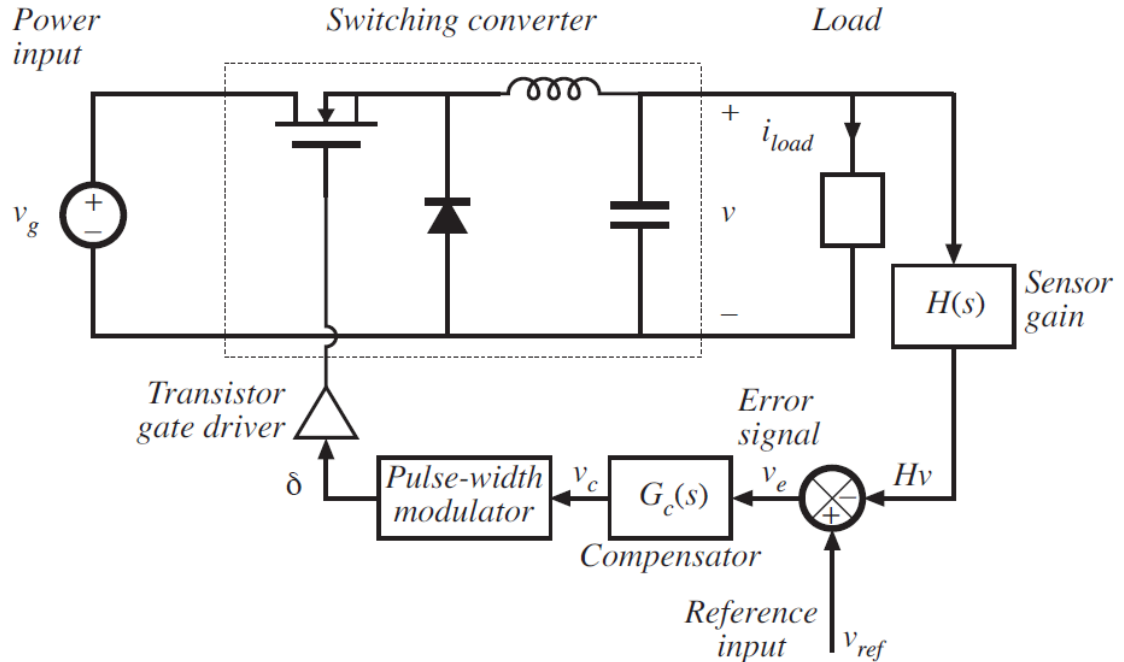 Power
input
Switching converter
Load
+
i_load
v_g
+
–
v
–
H(s)
Sensor
gain
Transistor
gate driver
Error
signal
δ
Pulse-width
modulator
v_c
G_c(s)
v_e
–
+
Hv
Compensator
Reference
input
v_ref